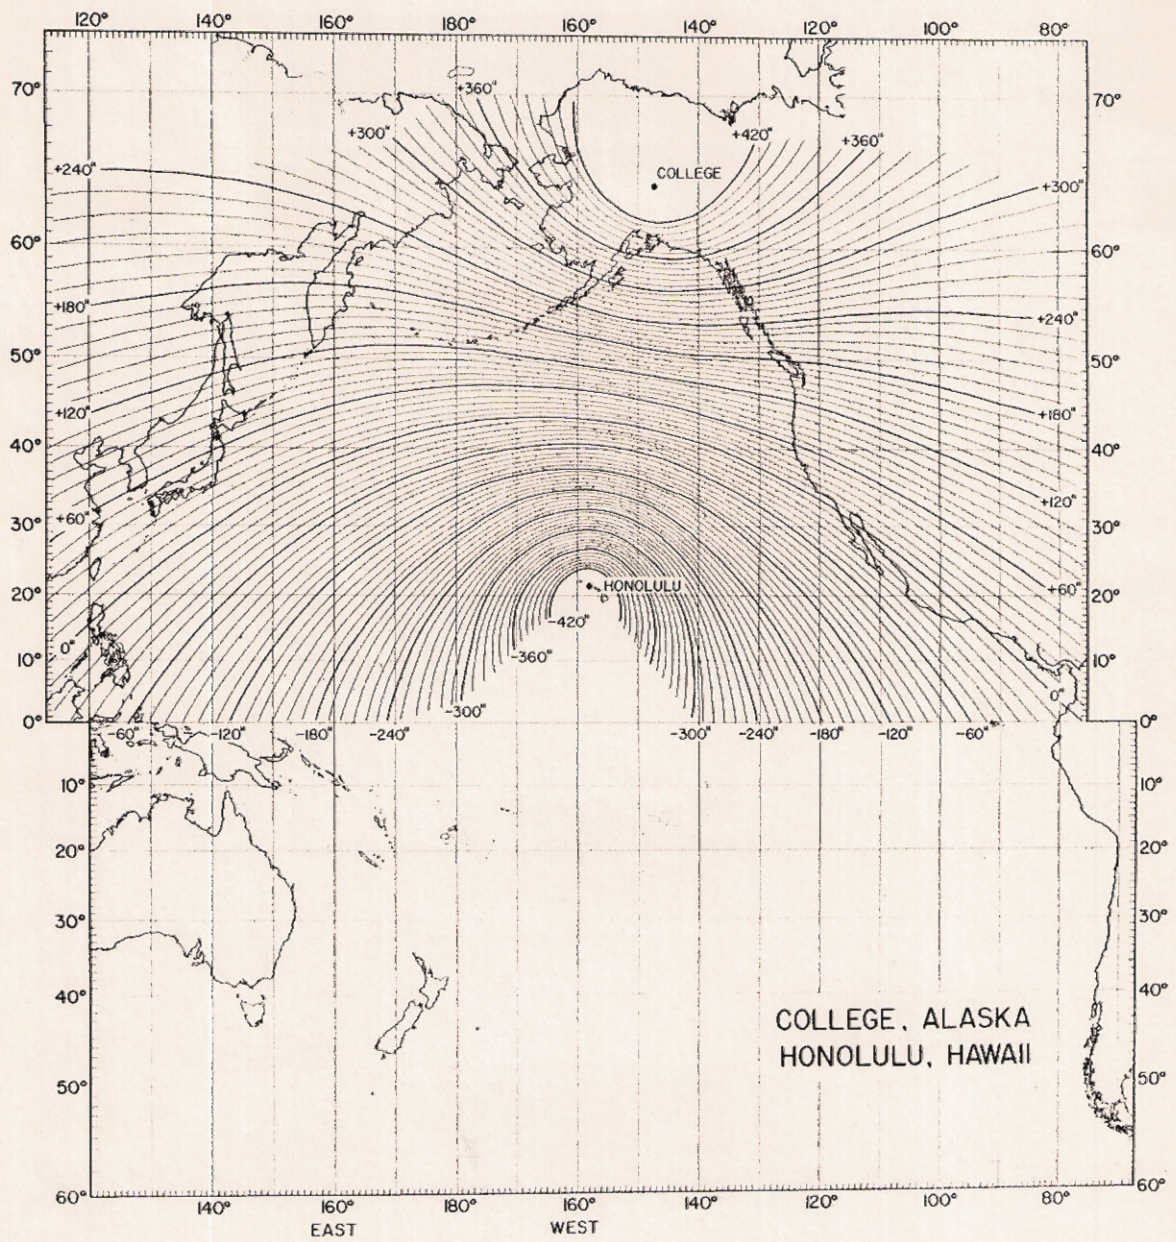 120° 140° 160° 180° 160° 140° 120° 100° 80°
70° +360" 70°
+300" +420" +360"
+240" COLLEGE +300"
60° 60°
+180" +240"
50° 50°
+120" +180"
40° 40°
+60" +120"
30° 30°
20° HONOLULU +60" 20°
-420"
0" -360"
10° 10°
-300" 0"
0° 0°
-60" -120" -180" -240" -300" -240" -180" -120" -60"
10° 10°
20° 20°
30° 30°
40° 40°
COLLEGE, ALASKA
HONOLULU, HAWAII
50° 50°
60° 60°
140° 160° 180° 160° 140° 120° 100° 80°
EAST WEST